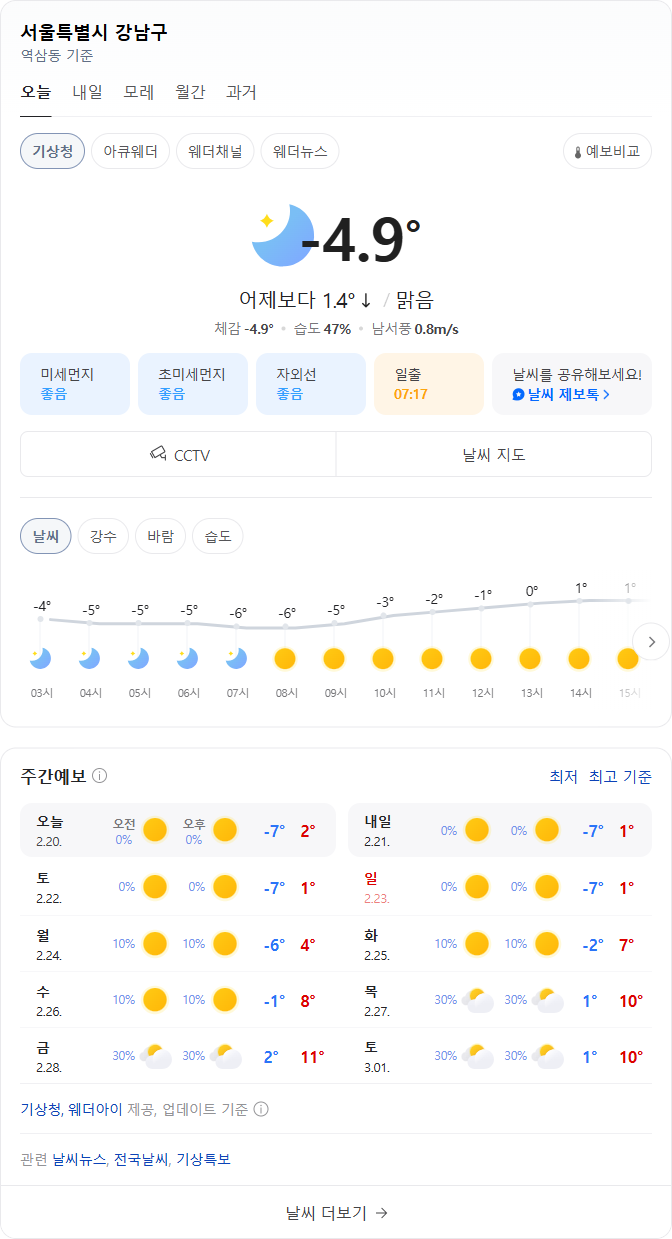 서울특별시 강남구
역삼동 기준
오늘 내일 모레 월간 과거
기상청 아큐웨더 웨더채널 웨더뉴스 예보비교
-4.9°
어제보다 1.4°↓ / 맑음
체감 -4.9° • 습도 47% • 남서풍 0.8m/s
미세먼지 초미세먼지 자외선 일출 날씨를 공유해보세요!
좋음 좋음 좋음 07:17 날씨 제보톡 >
CCTV 날씨 지도
날씨 강수 바람 습도
-4° -5° -5° -5° -6° -6° -5° -3° -2° -1° 0° 1° 1°
03시 04시 05시 06시 07시 08시 09시 10시 11시 12시 13시 14시 15시
주간예보 최저 최고 기준
오늘 2.20. 오전 0% 오후 0% -7° 2°
내일 2.21. 0% 0% -7° 1°
토 2.22. 0% 0% -7° 1°
일 2.23. 0% 0% -7° 1°
월 2.24. 10% 10% -6° 4°
화 2.25. 10% 10% -2° 7°
수 2.26. 10% 10% -1° 8°
목 2.27. 30% 30% 1° 10°
금 2.28. 30% 30% 2° 11°
토 3.01. 30% 30% 1° 10°
기상청, 웨더아이 제공, 업데이트 기준
관련 날씨뉴스, 전국날씨, 기상특보
날씨 더보기 →